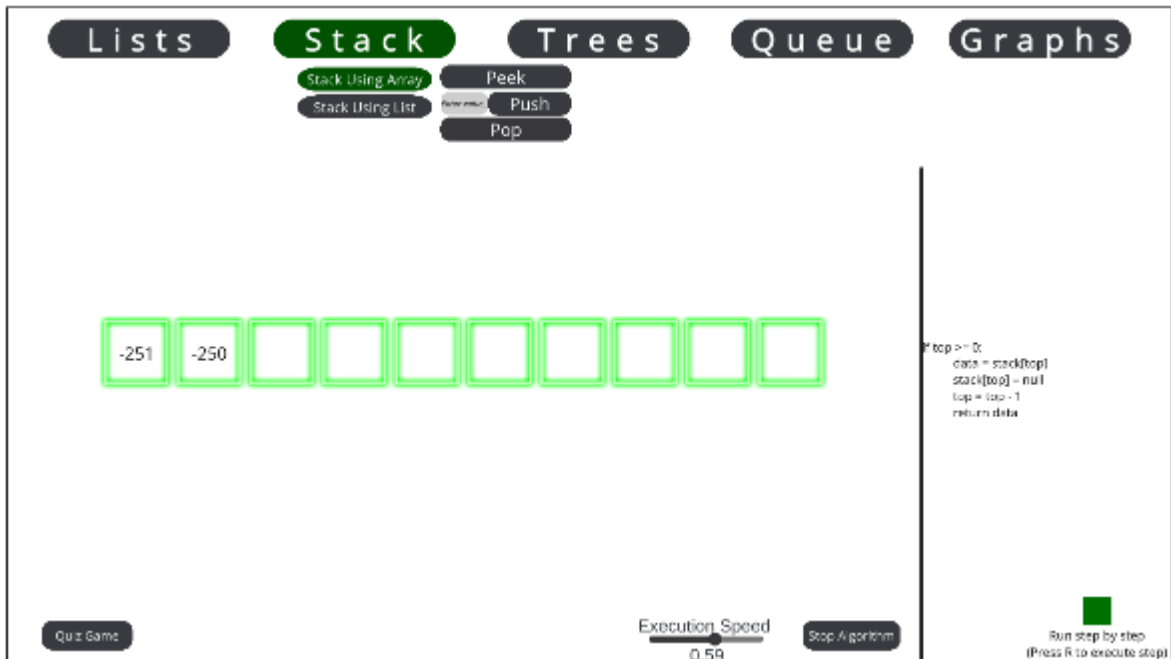 Lists Stack Trees Queue Graphs
Stack Using Array
Stack Using List
Peek
Push
Pop
-251 -250
if top >= 0:
data = stack[top]
stack[top] = null
top = top - 1
return data
Quiz Game
Execution Speed
0.59
Stop Algorithm
Run step by step
(Press R to execute step)